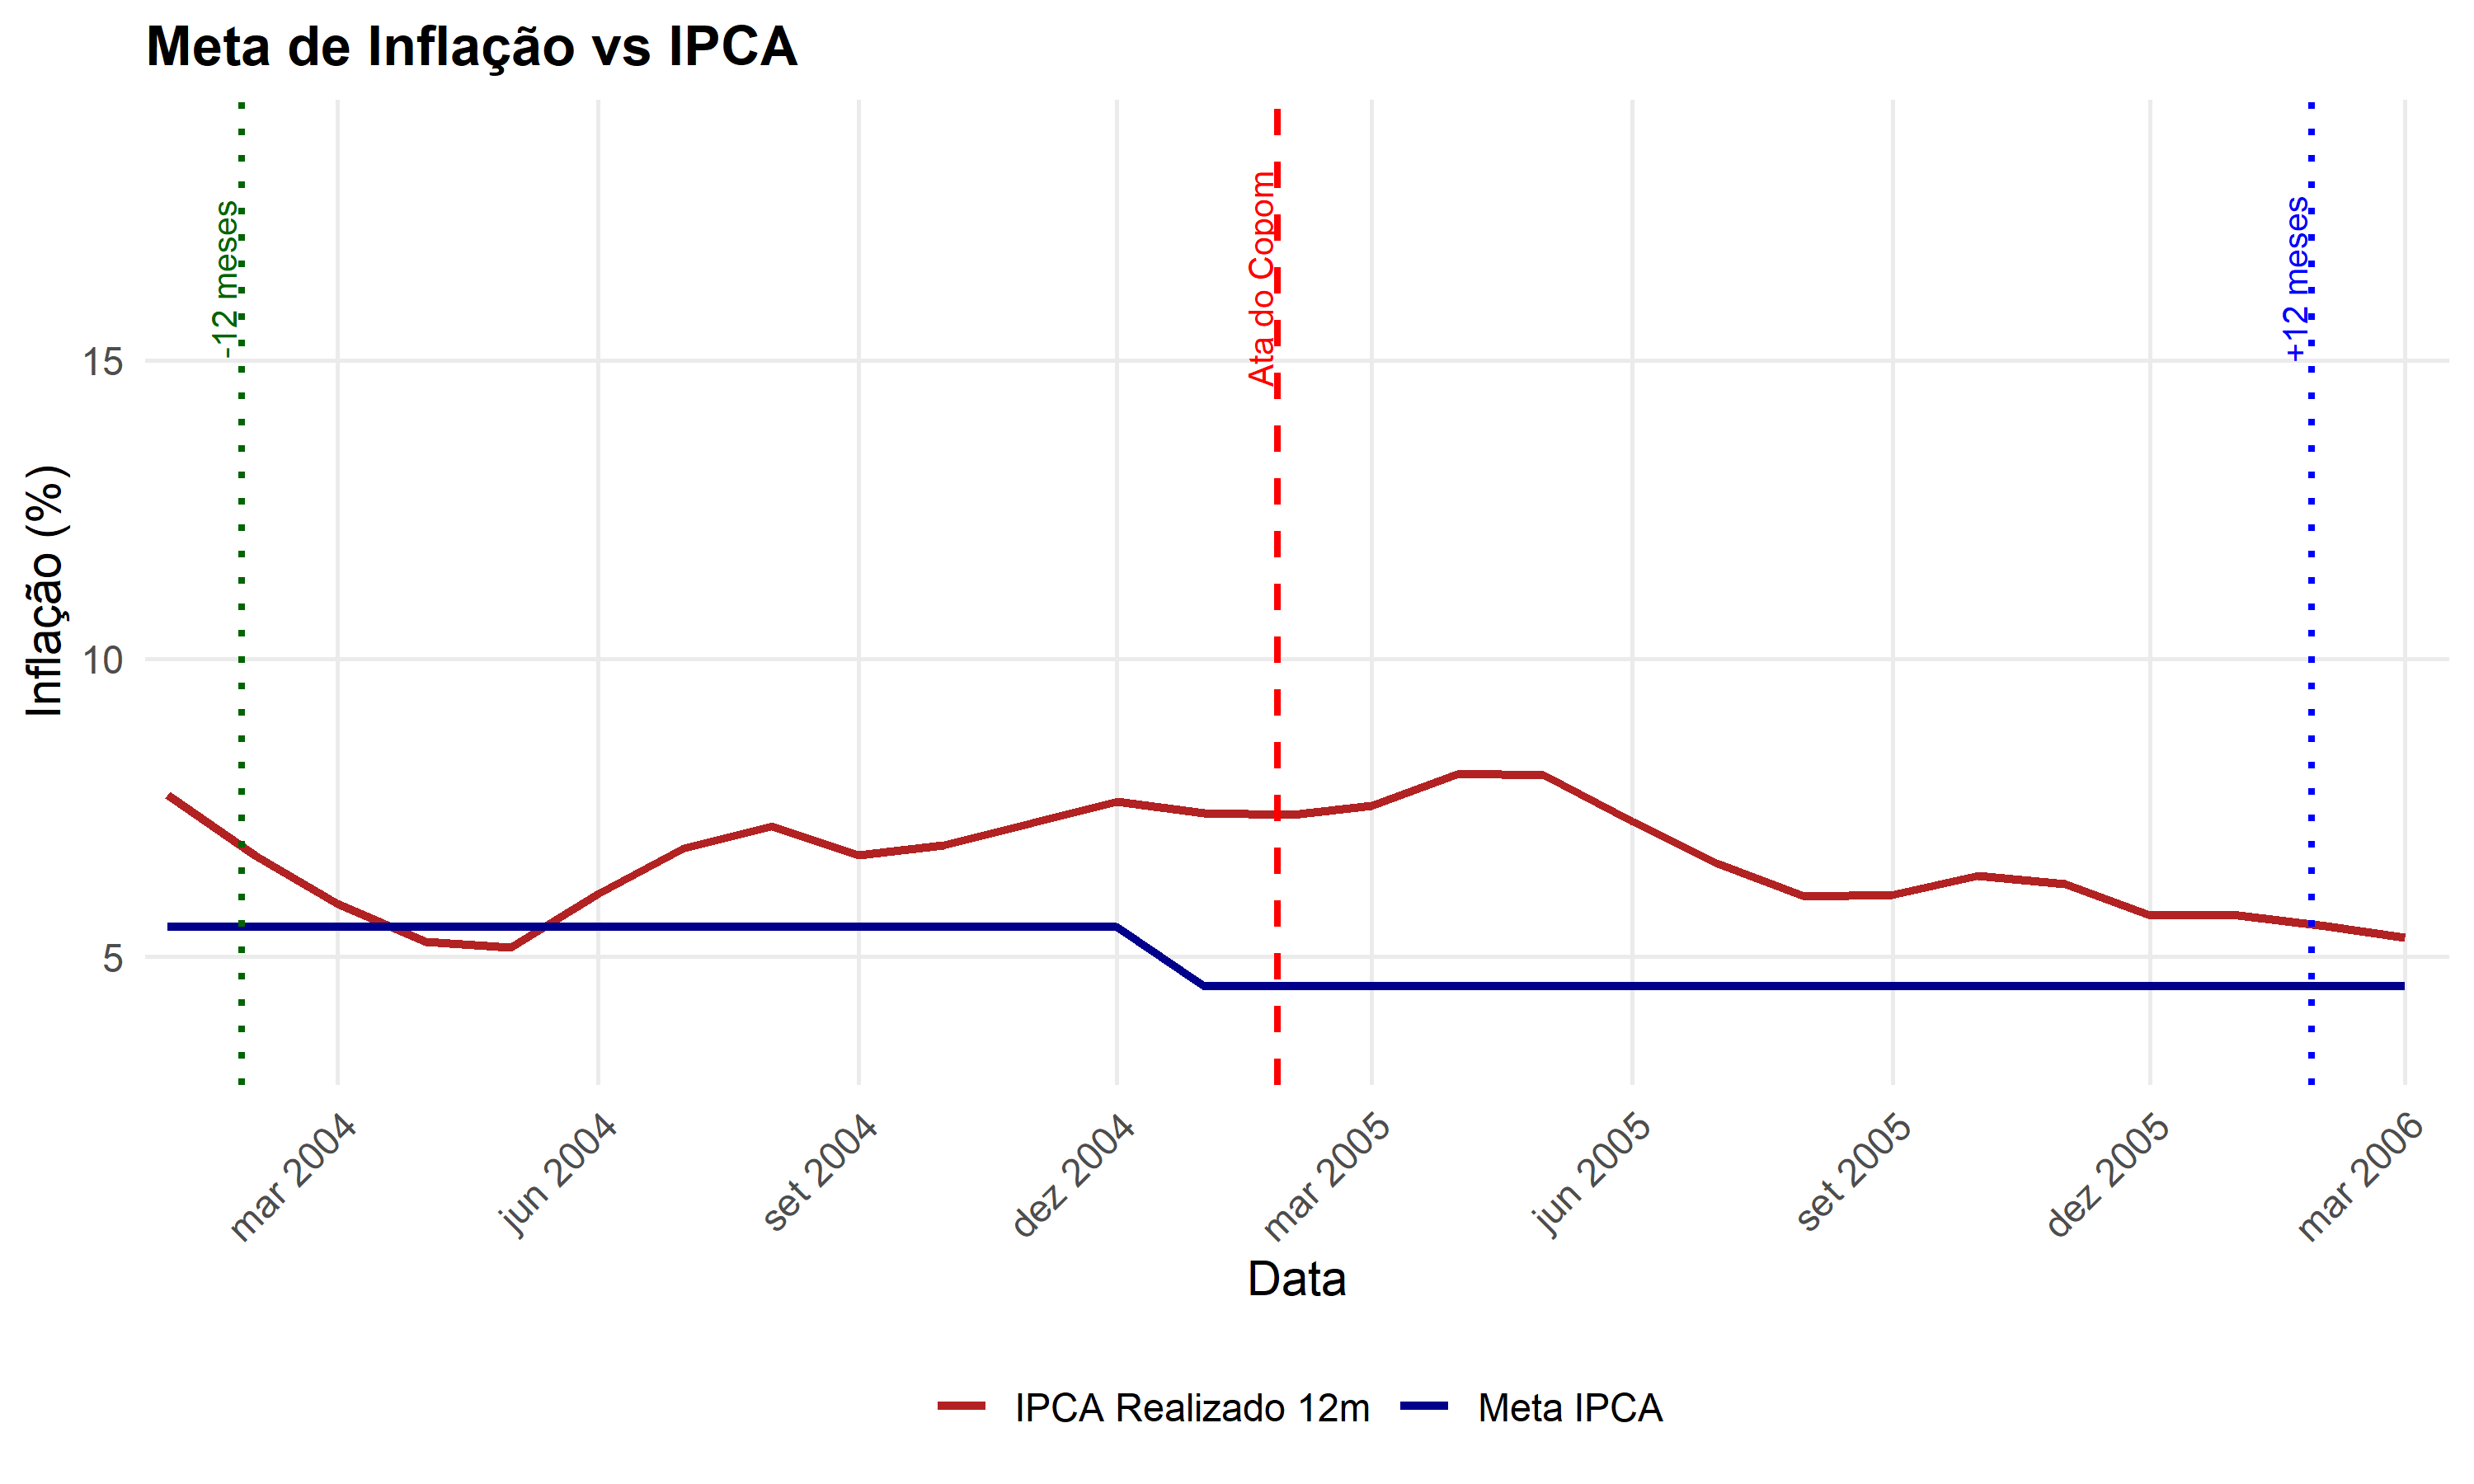 Meta de Inflação vs IPCA
-12 meses
Ata do Copom
+12 meses
Inflação (%)
15
10
5
mar 2004
jun 2004
set 2004
dez 2004
mar 2005
jun 2005
set 2005
dez 2005
mar 2006
Data
IPCA Realizado 12m
Meta IPCA